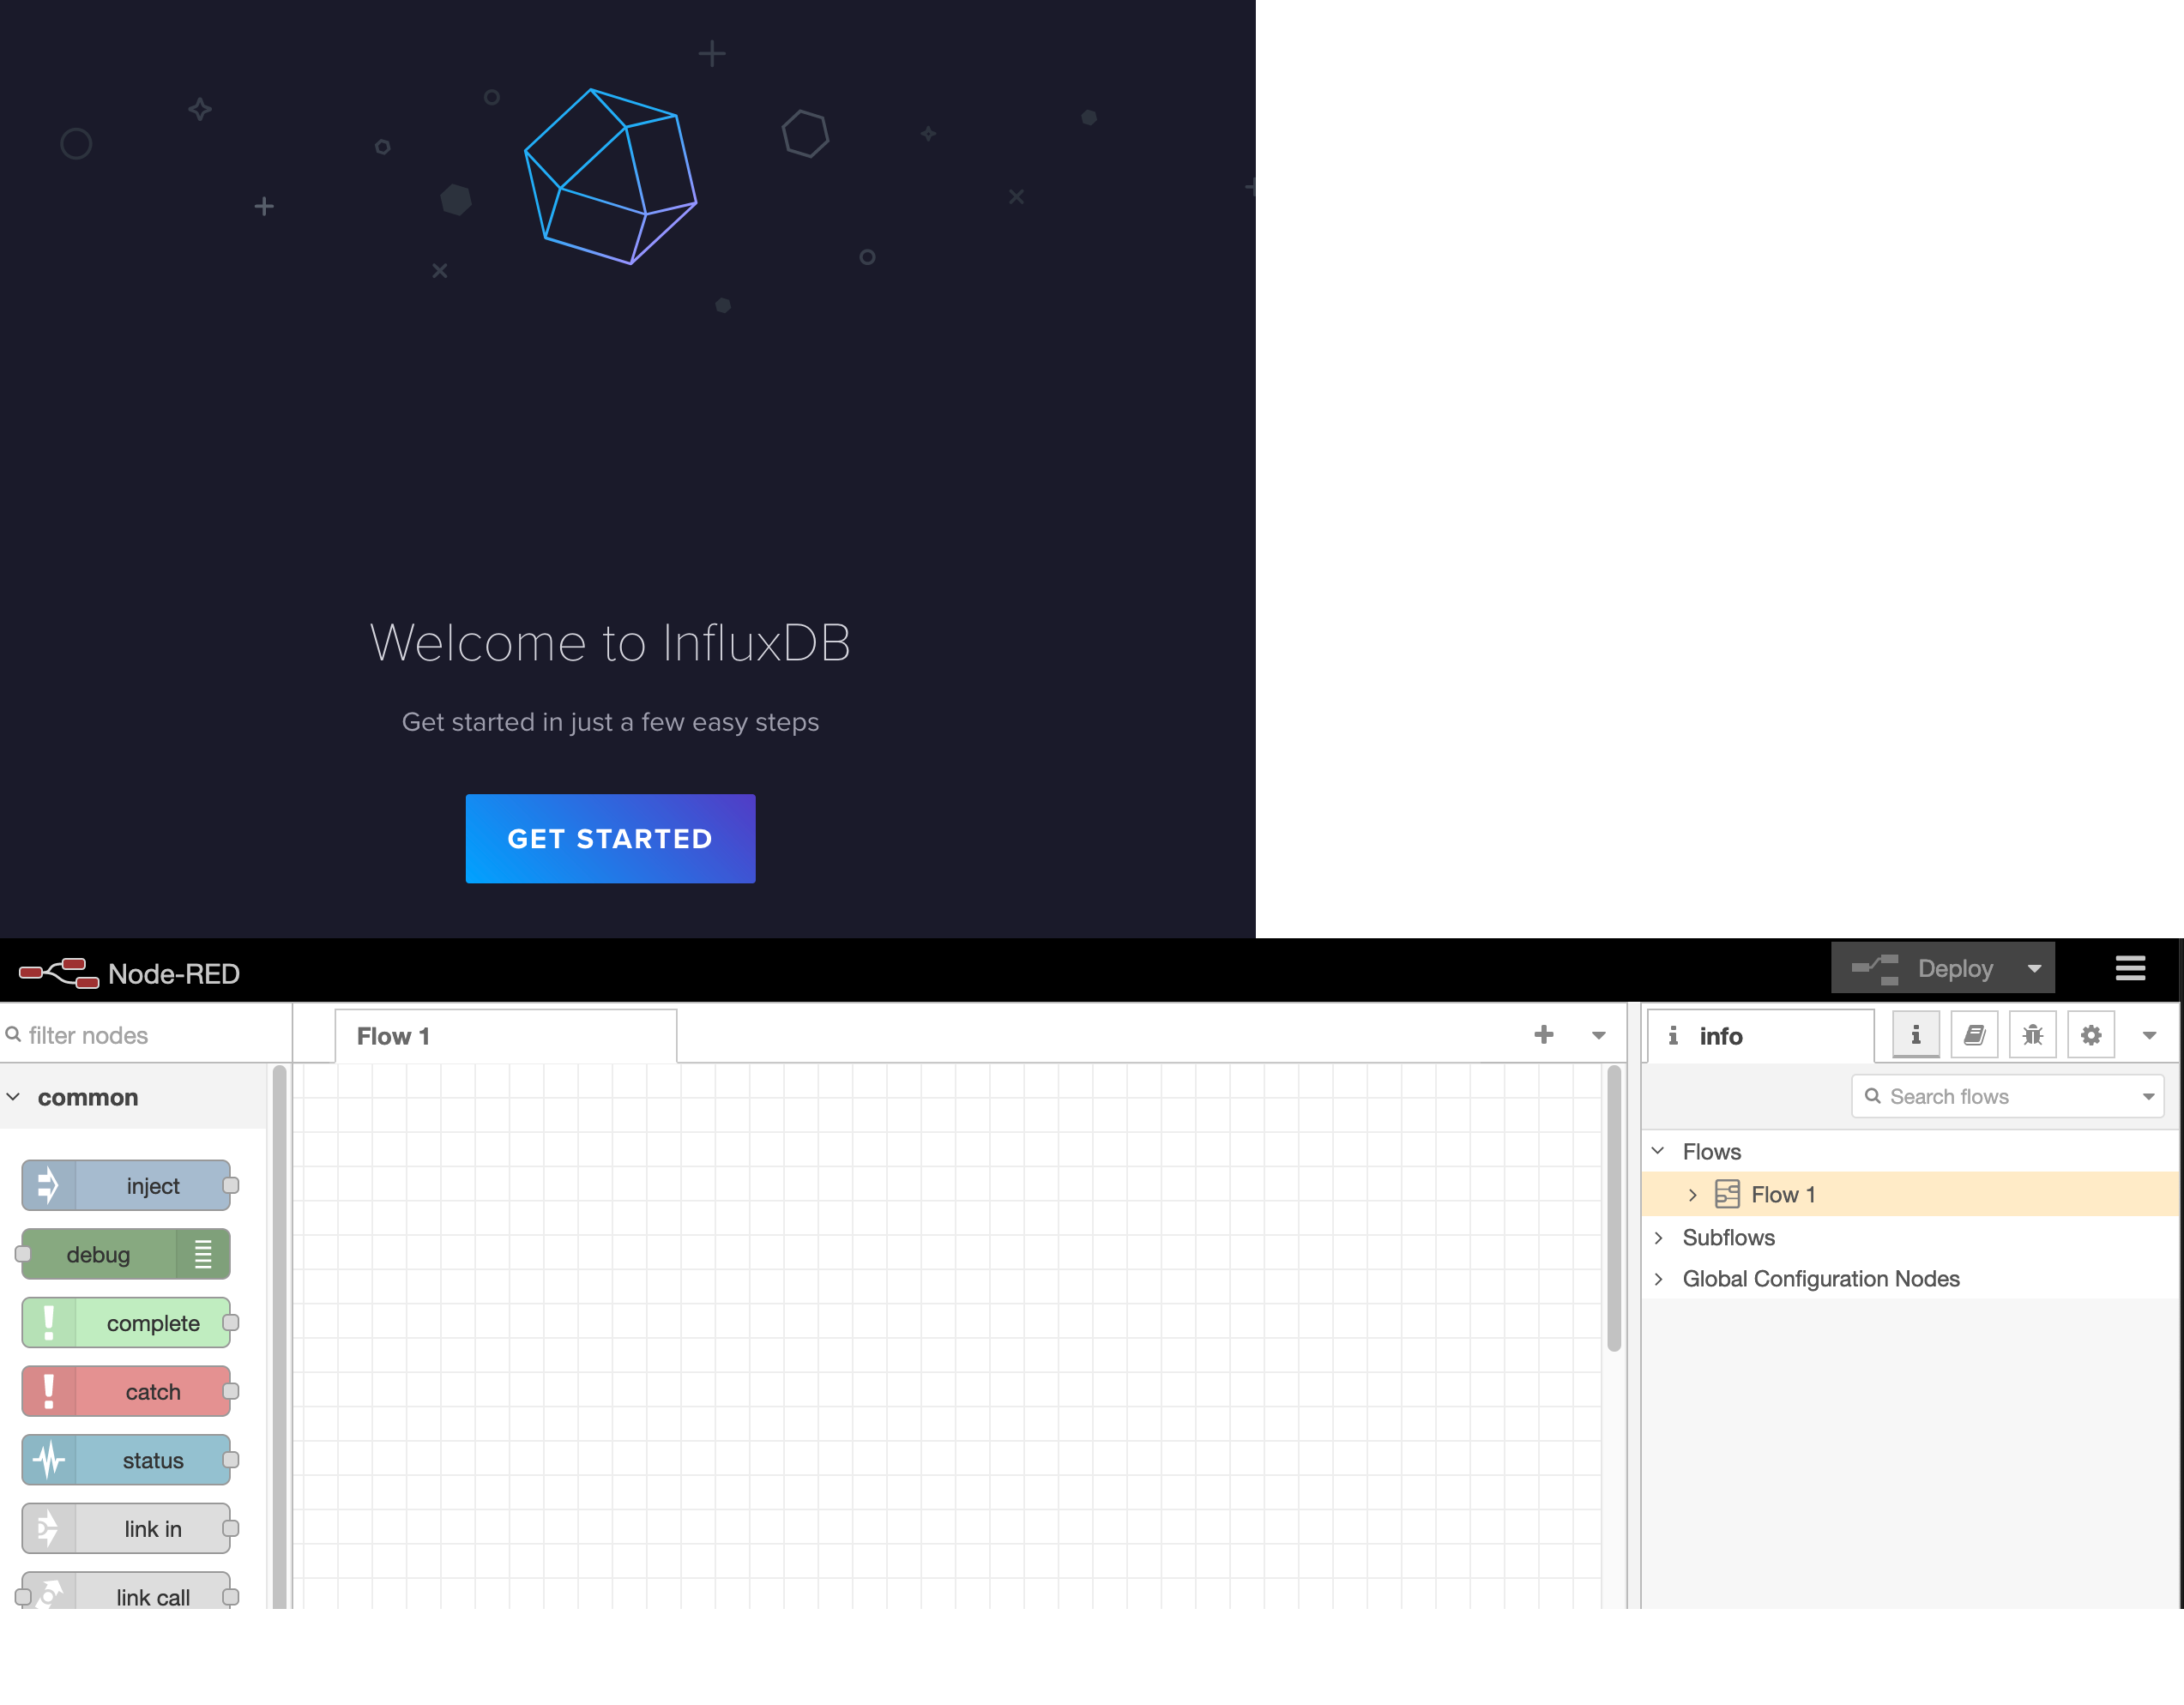 Welcome to InfluxDB
Get started in just a few easy steps
GET STARTED
Node-RED
Deploy
filter nodes
Flow 1
info
common
Search flows
Flows
inject
Flow 1
debug
Subflows
Global Configuration Nodes
complete
catch
status
link in
link call